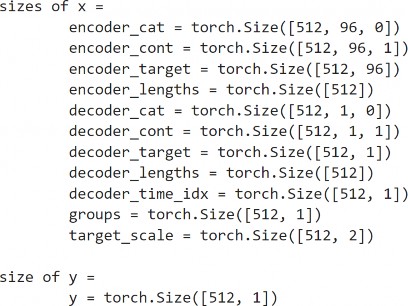 sizes of x =
encoder_cat = torch.Size([512, 96, 0])
encoder_cont = torch.Size([512, 96, 1])
encoder_target = torch.Size([512, 96])
encoder_lengths = torch.Size([512])
decoder_cat = torch.Size([512, 1, 0])
decoder_cont = torch.Size([512, 1, 1])
decoder_target = torch.Size([512, 1])
decoder_lengths = torch.Size([512])
decoder_time_idx = torch.Size([512, 1])
groups = torch.Size([512, 1])
target_scale = torch.Size([512, 2])
size of y =
y = torch.Size([512, 1])